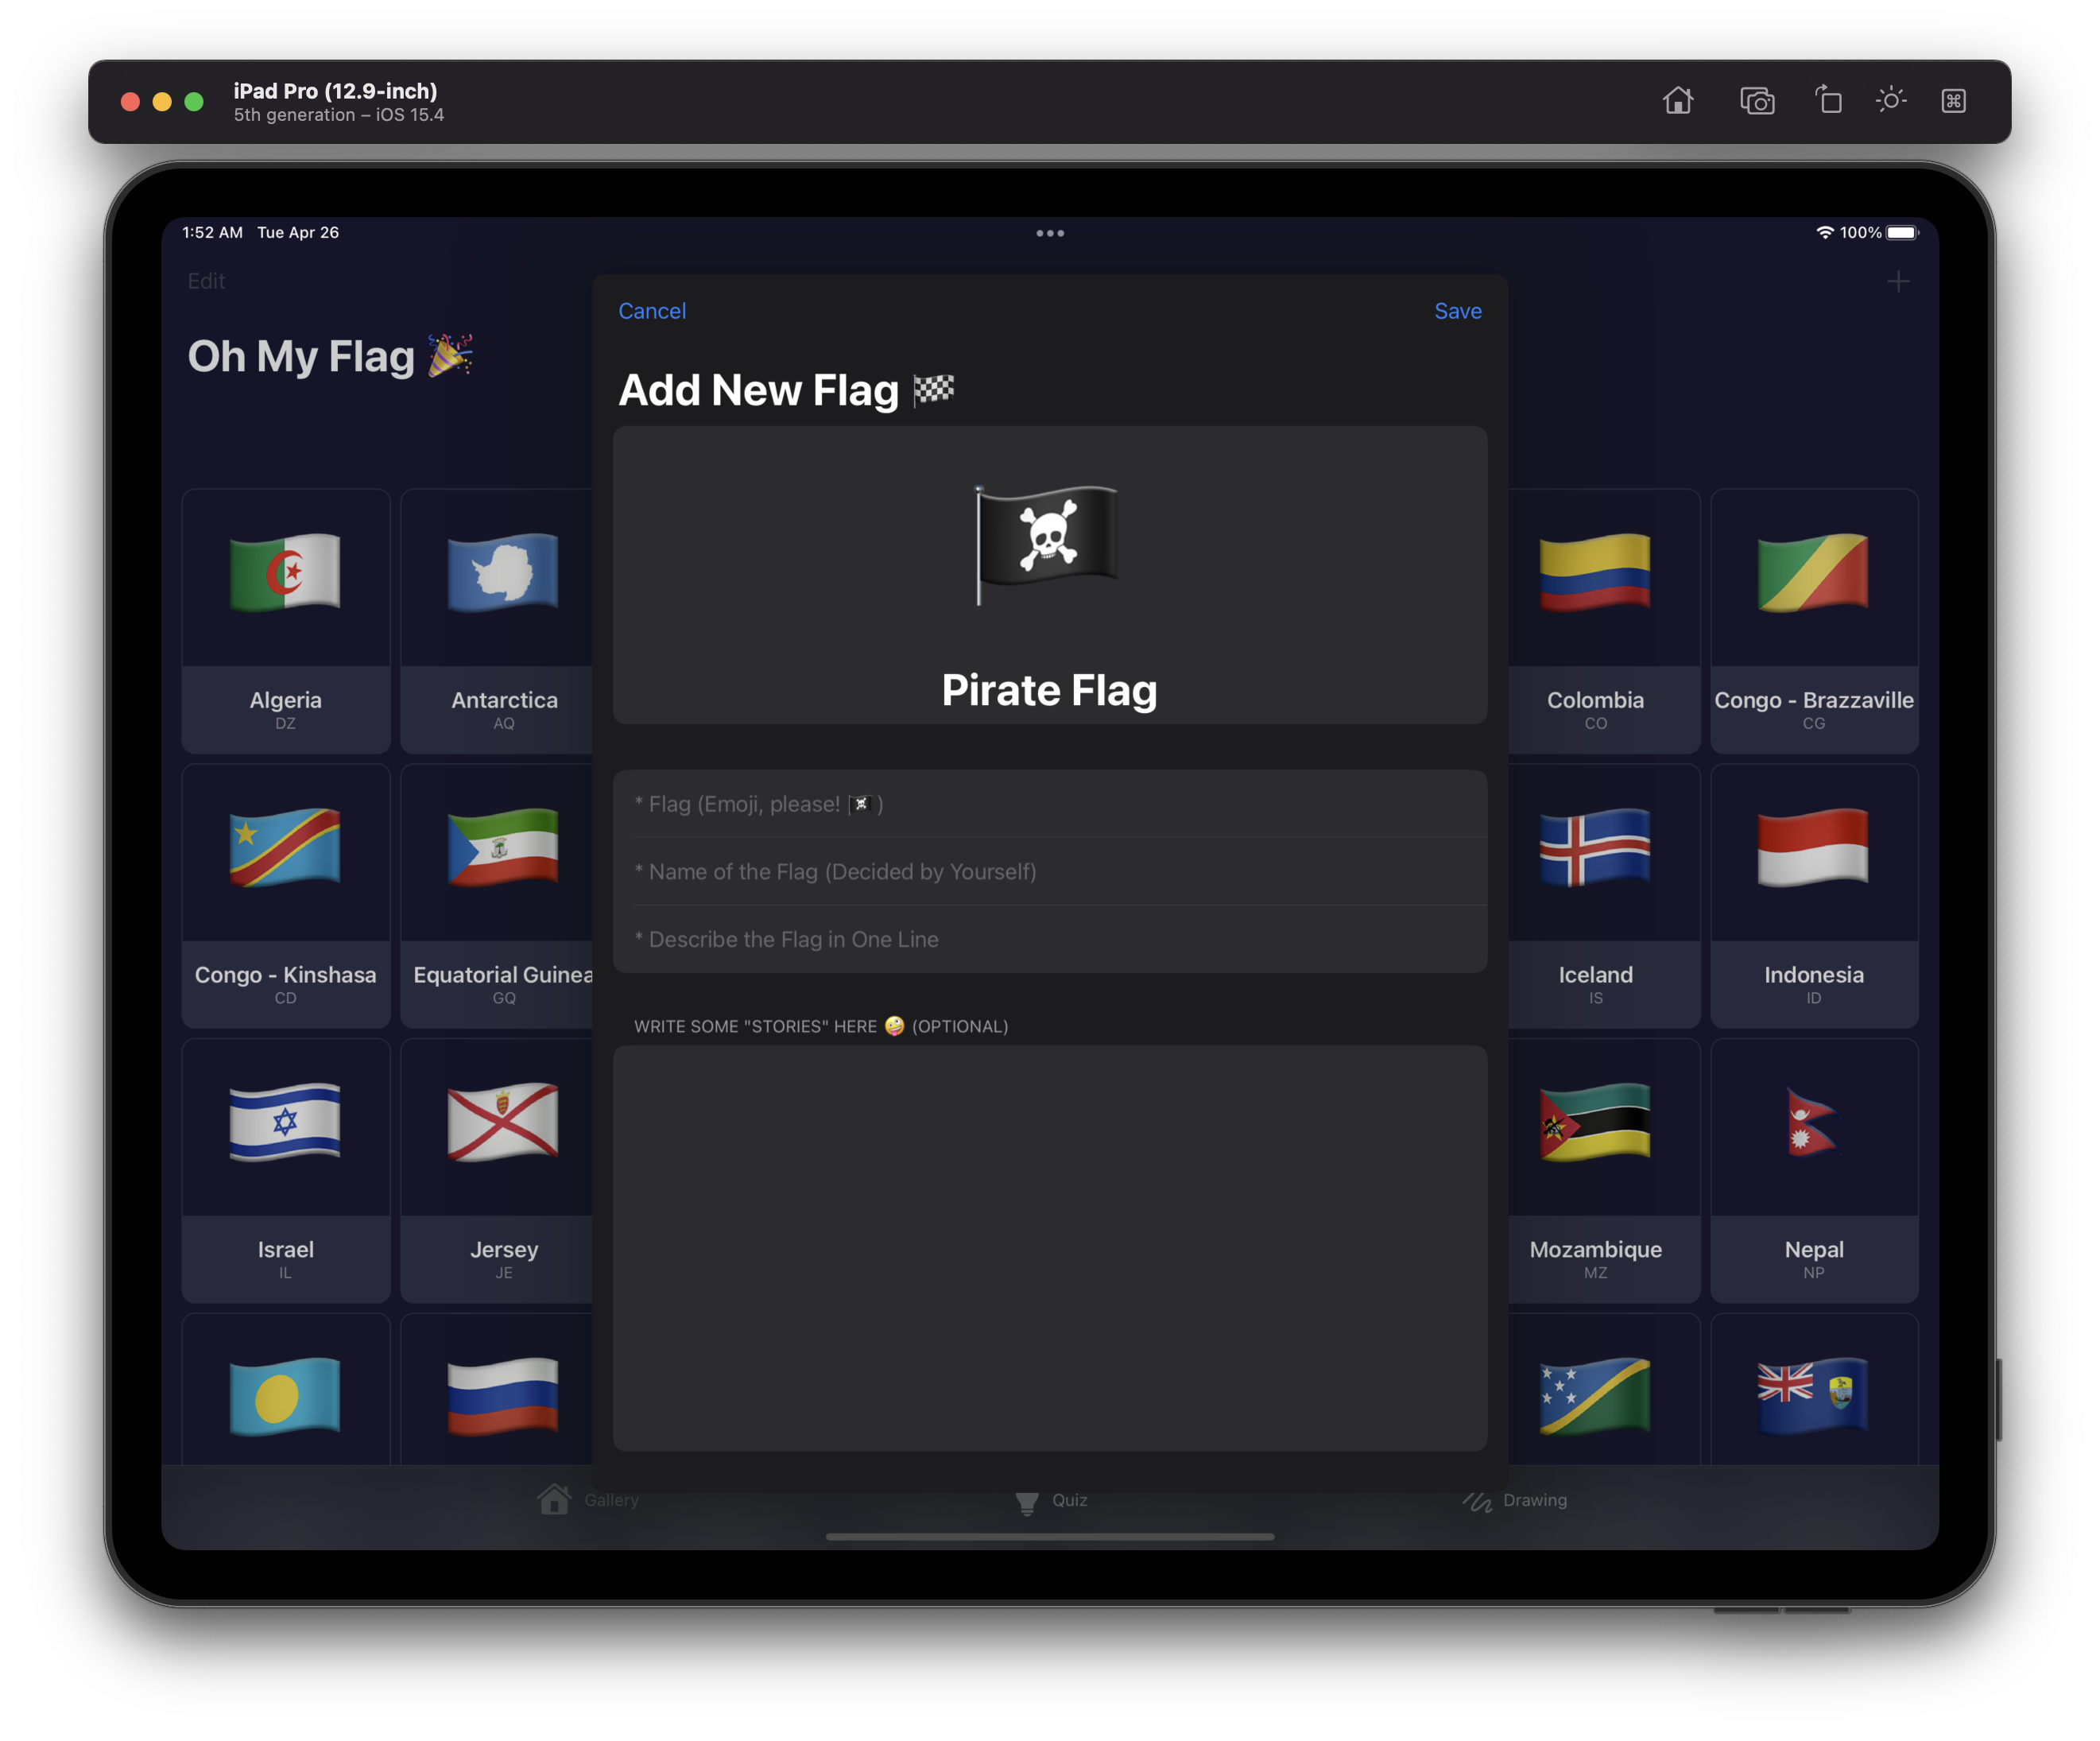 iPad Pro (12.9-inch)
5th generation – iOS 15.4
1:52 AM Tue Apr 26
100%
Edit
Oh My Flag 🎉
Cancel
Save
Add New Flag 🏁
Pirate Flag
* Flag (Emoji, please! 🏴‍☠️ )
* Name of the Flag (Decided by Yourself)
* Describe the Flag in One Line
WRITE SOME "STORIES" HERE 🤪 (OPTIONAL)
Algeria
DZ
Antarctica
AQ
Colombia
CO
Congo - Brazzaville
CG
Congo - Kinshasa
CD
Equatorial Guinea
GQ
Iceland
IS
Indonesia
ID
Israel
IL
Jersey
JE
Mozambique
MZ
Nepal
NP
Gallery
Quiz
Drawing